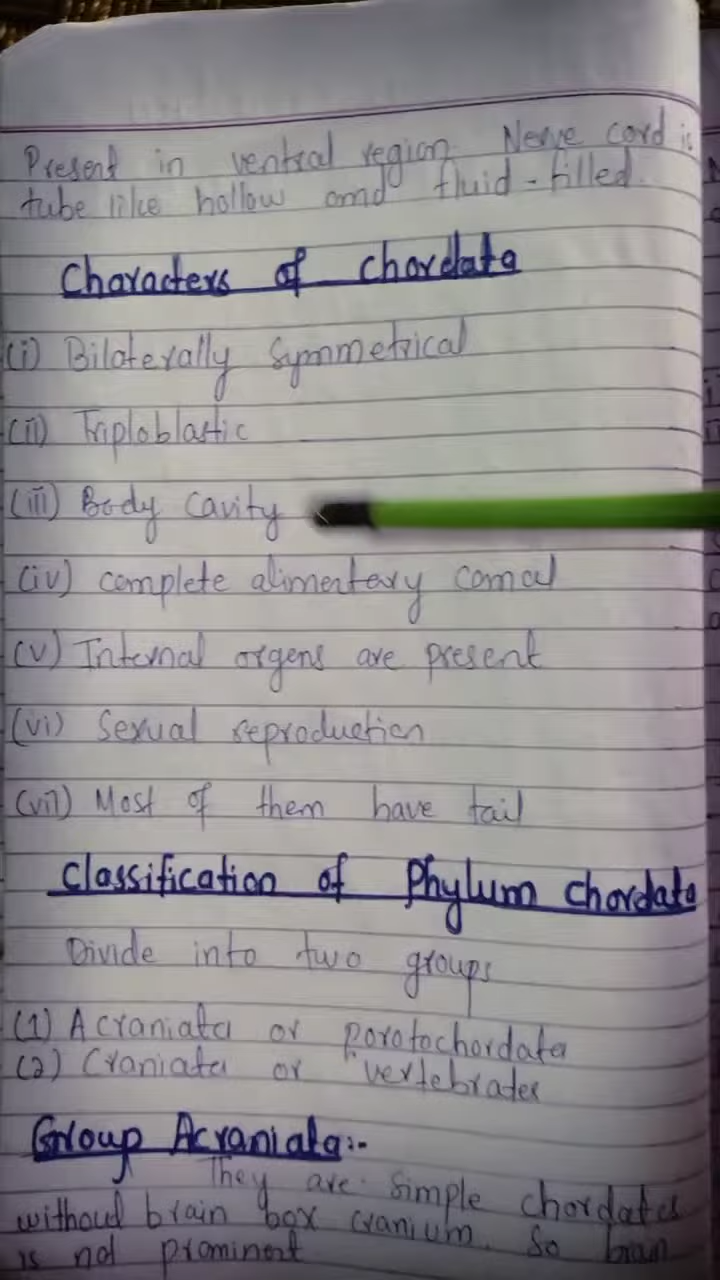 Present in ventral region. Nerve cord is
tube like hollow and fluid-filled.
Characters of chordata
(i) Bilaterally Symmetrical
(ii) Triploblastic
(iii) Body Cavity
(iv) complete alimentary canal
(v) Internal orgens are present
(vi) Sexual reproduction
(vii) Most of them have tail
Classification of Phylum chordata
Divide into two groups
(1) Acraniata or porotochordata
(2) Craniata or vertebrates
Group Acraniata:-
They are simple chordates
without brain box cranium. So brain
is not prominent